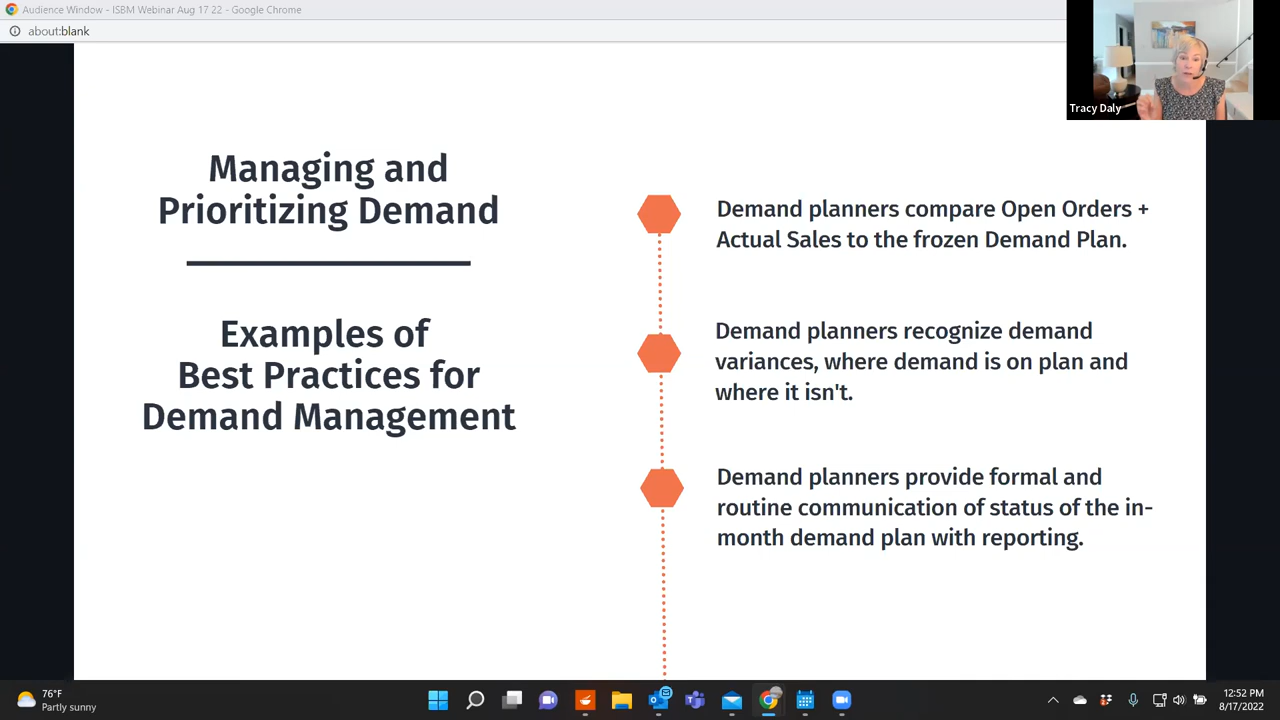 Audience Window - ISBM Webinar Aug 17 22 - Google Chrome
about:blank
Tracy Daly
Managing and
Prioritizing Demand
Examples of
Best Practices for
Demand Management
Demand planners compare Open Orders +
Actual Sales to the frozen Demand Plan.
Demand planners recognize demand
variances, where demand is on plan and
where it isn't.
Demand planners provide formal and
routine communication of status of the in-
month demand plan with reporting.
76°F
Partly sunny
12:52 PM
8/17/2022